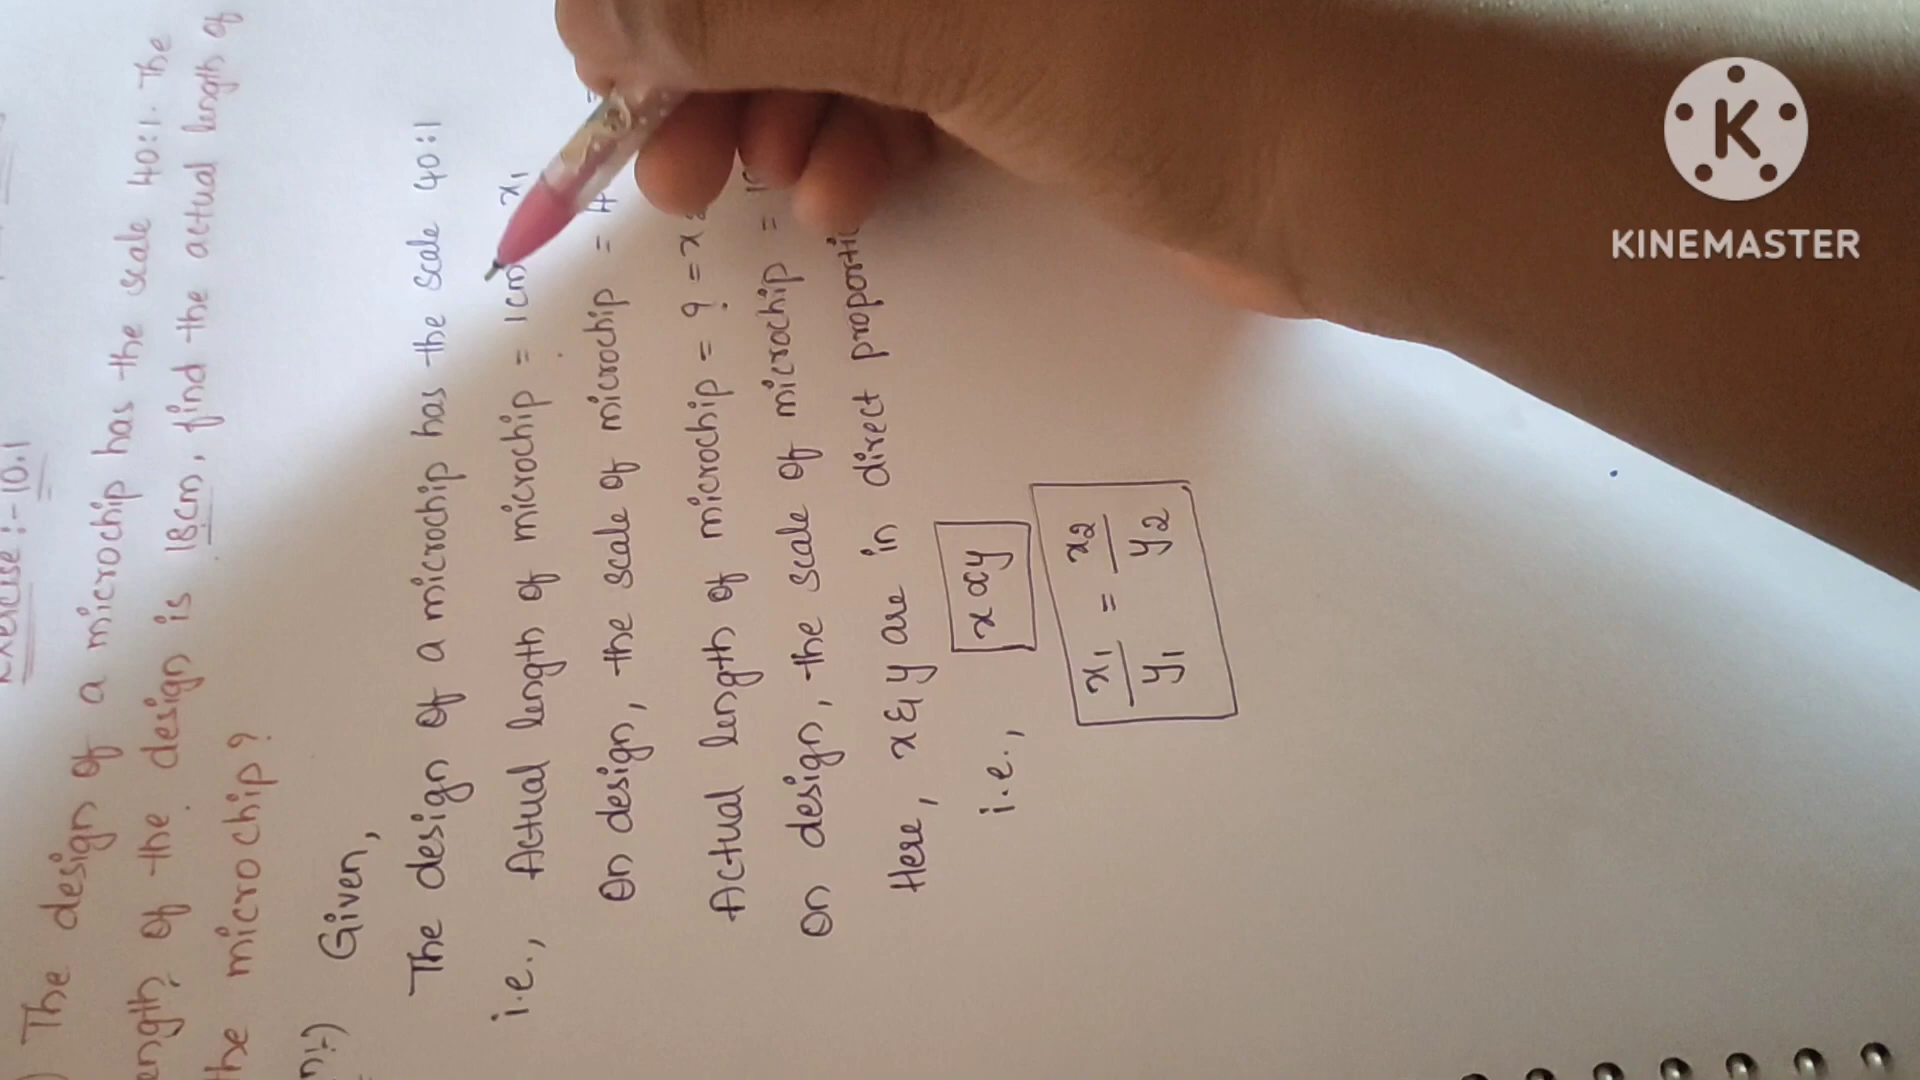 Exercise :- 10.1
) The design of a microchip has the scale 40:1. The
length of the design is 18cm, find the actual length of
the microchip?
n:-) Given,
The design of a microchip has the scale 40:1
i.e., Actual length of microchip = 1cm x1
On design, the scale of microchip =
Actual length of microchip = ? = x
On design, the scale of microchip =
Here, x & y are in direct
i.e., x ∝ y
x1/y1 = x2/y2
K
KINEMASTER